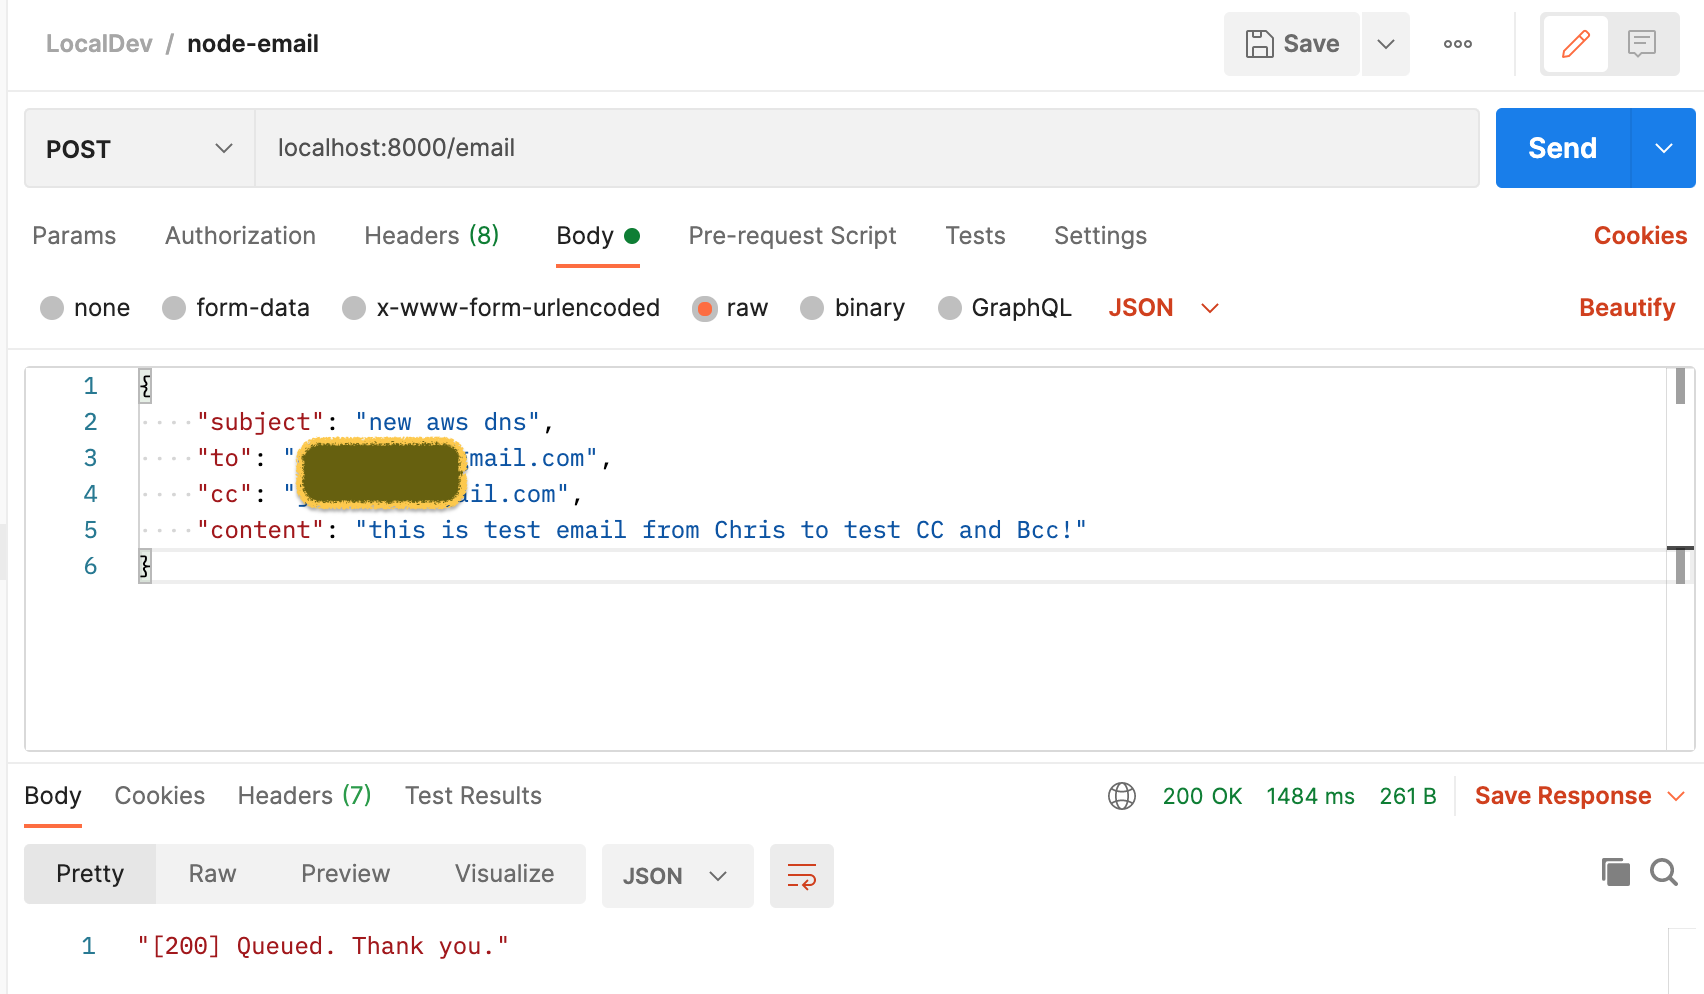 LocalDev / node-email
Save
POST
localhost:8000/email
Send
Params Authorization Headers (8) Body Pre-request Script Tests Settings Cookies
none form-data x-www-form-urlencoded raw binary GraphQL JSON Beautify
1 {
2 "subject": "new aws dns",
3 "to": " mail.com",
4 "cc": " ail.com",
5 "content": "this is test email from Chris to test CC and Bcc!"
6 }
Body Cookies Headers (7) Test Results 200 OK 1484 ms 261 B Save Response
Pretty Raw Preview Visualize JSON
1 "[200] Queued. Thank you."